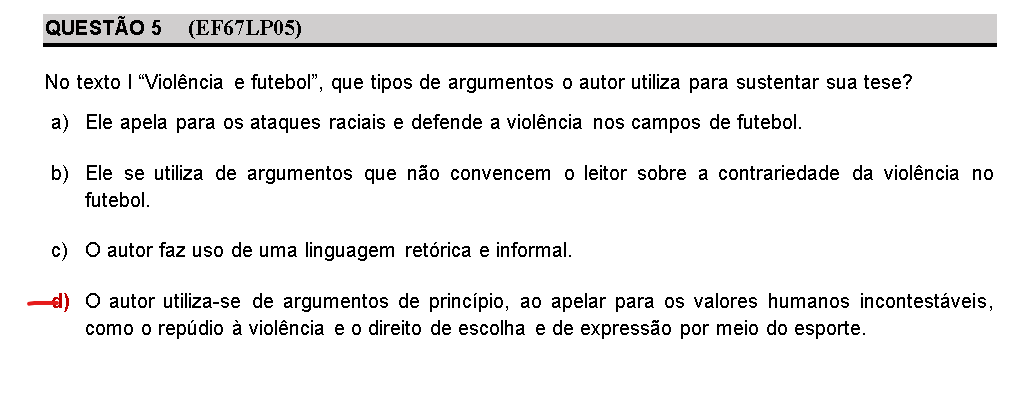 QUESTÃO 5 (EF67LP05)
No texto I “Violência e futebol”, que tipos de argumentos o autor utiliza para sustentar sua tese?
a) Ele apela para os ataques raciais e defende a violência nos campos de futebol.
b) Ele se utiliza de argumentos que não convencem o leitor sobre a contrariedade da violência no
futebol.
c) O autor faz uso de uma linguagem retórica e informal.
d) O autor utiliza-se de argumentos de princípio, ao apelar para os valores humanos incontestáveis,
como o repúdio à violência e o direito de escolha e de expressão por meio do esporte.